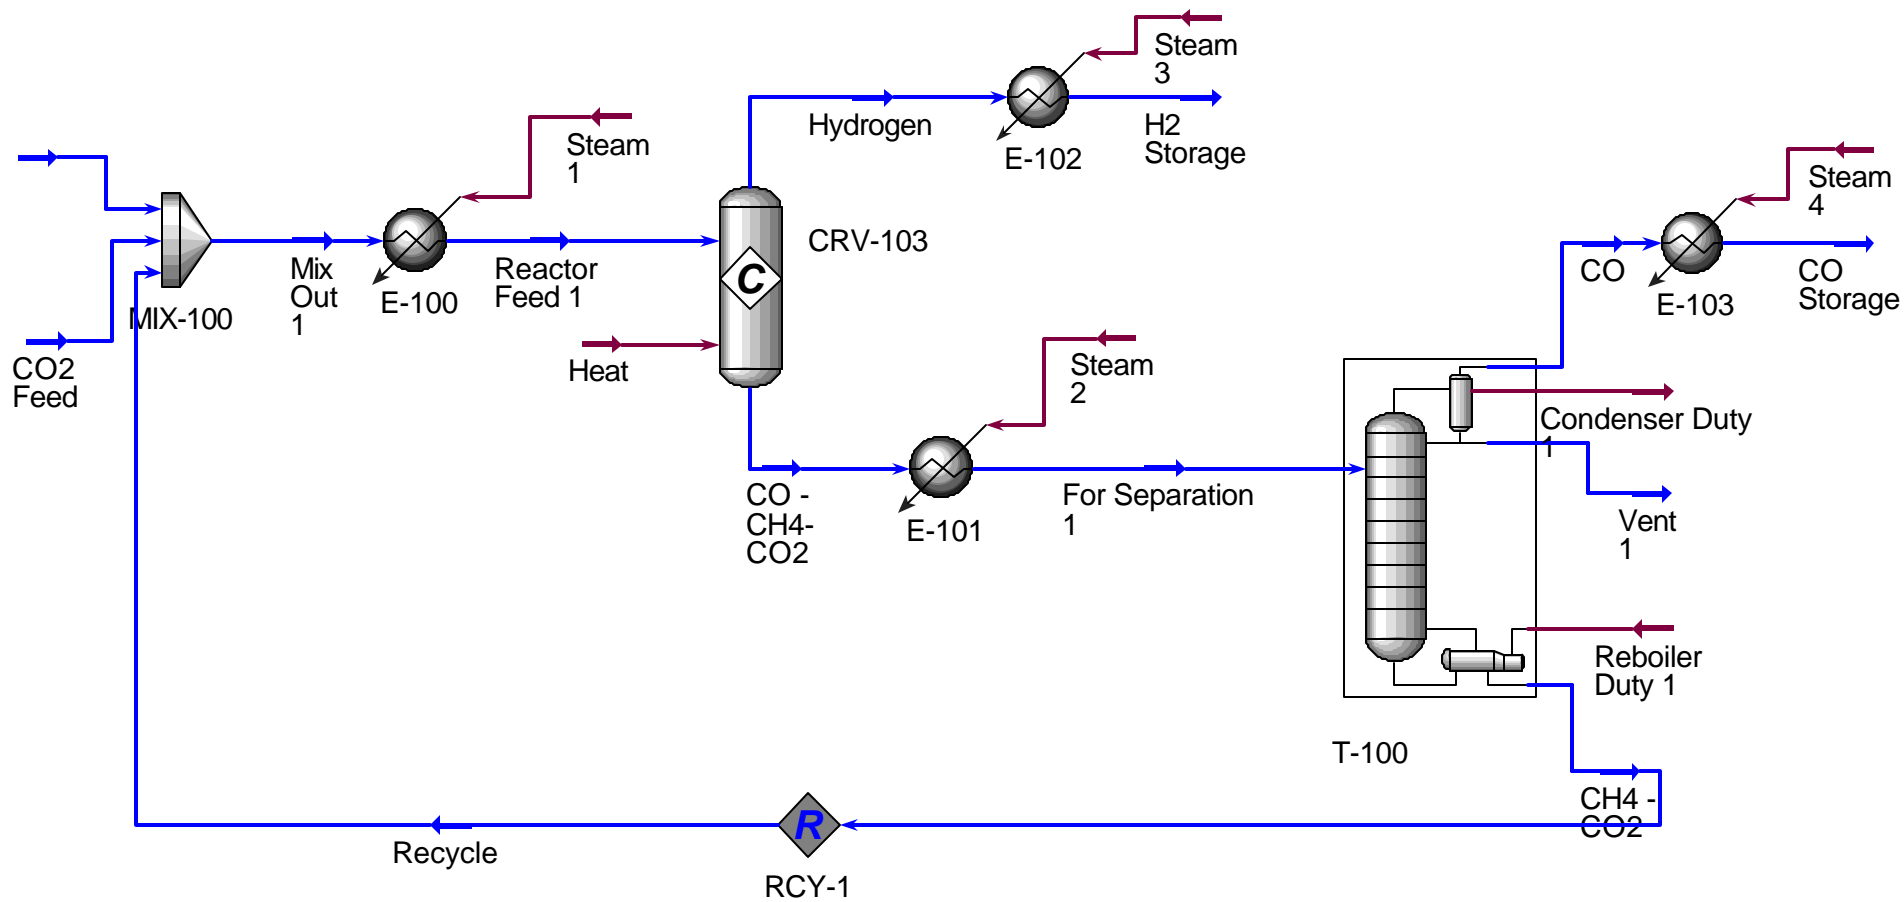 Steam
3
Hydrogen
H2
Storage
E-102
Steam
1
Steam
4
CRV-103
C
Mix
Out
1
E-100
Reactor
Feed 1
CO
E-103
CO
Storage
MIX-100
CO2
Feed
Heat
Steam
2
Condenser Duty
1
CO -
CH4-
CO2
E-101
For Separation
1
Vent
1
Reboiler
Duty 1
T-100
CH4 -
CO2
R
Recycle
RCY-1